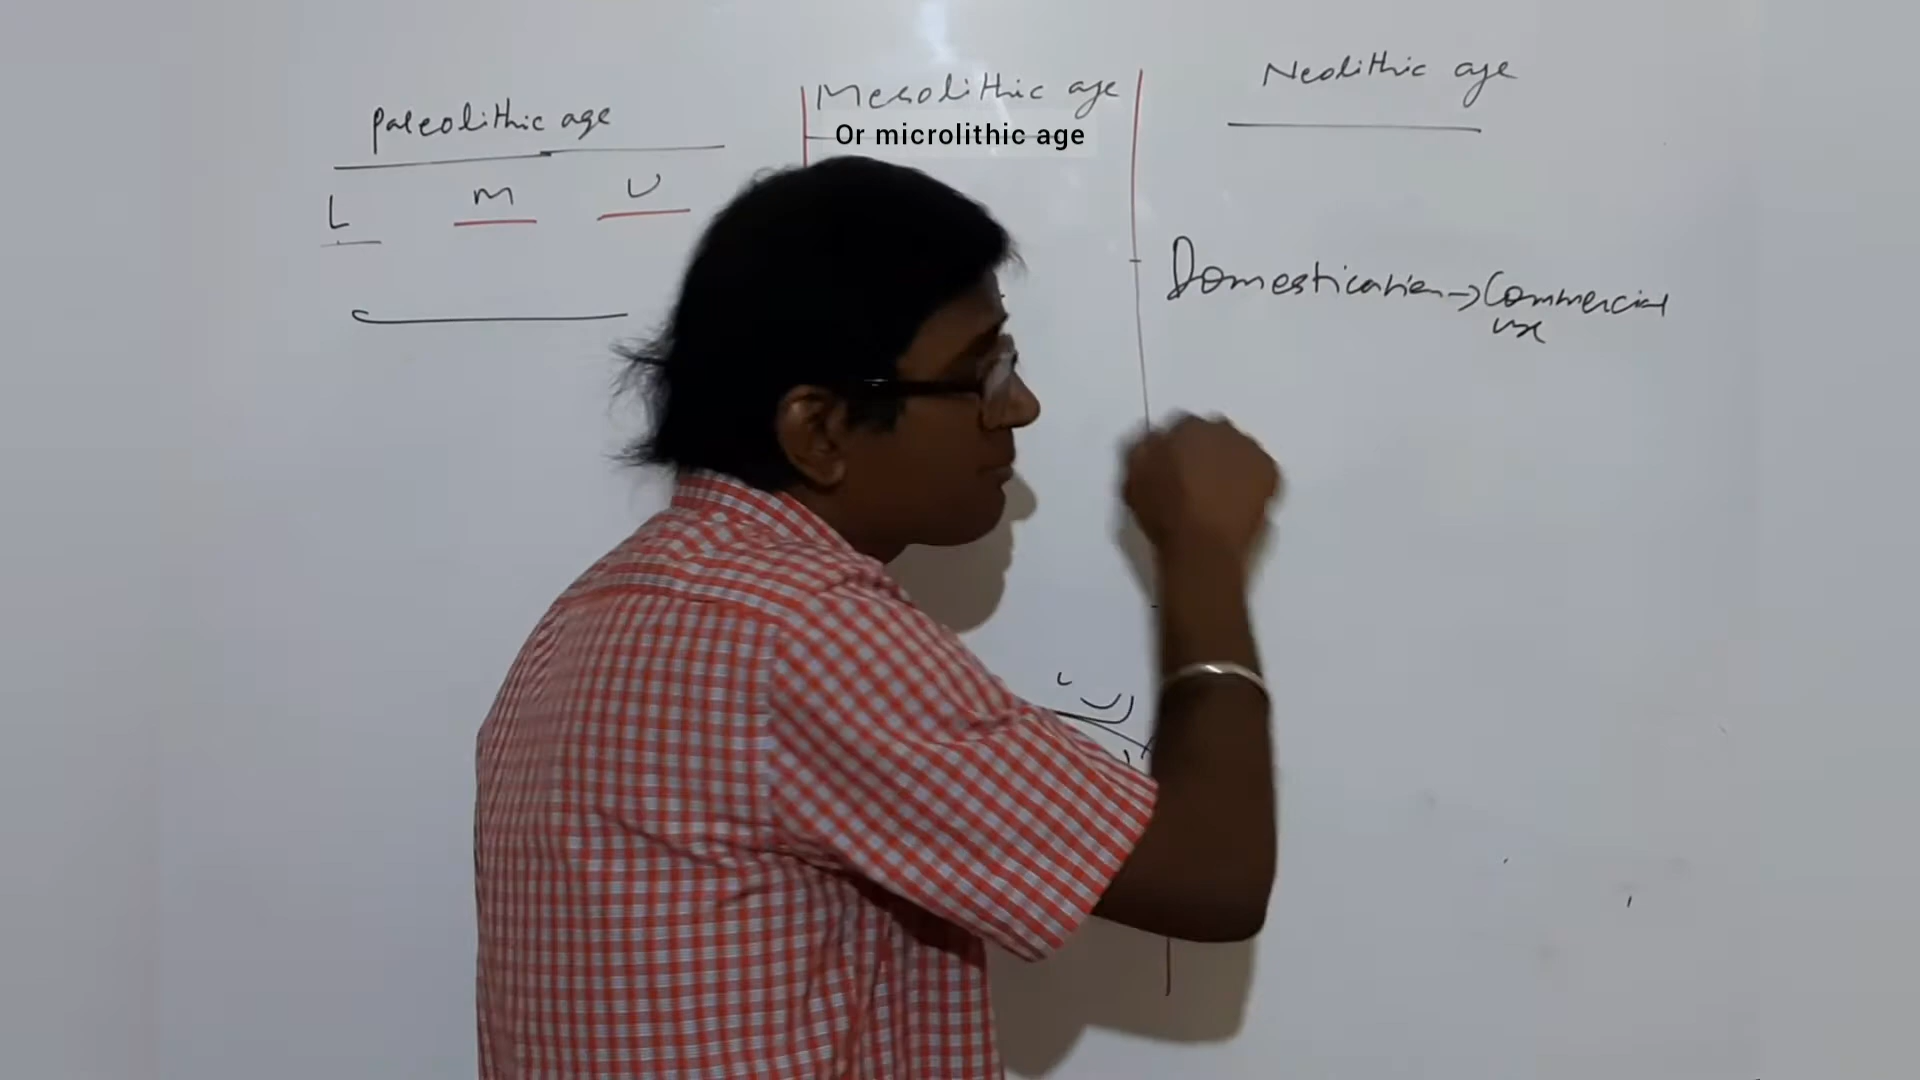 Paleolithic age
L M U
Mesolithic age
Or microlithic age
Neolithic age
Domestication → Commercial
use